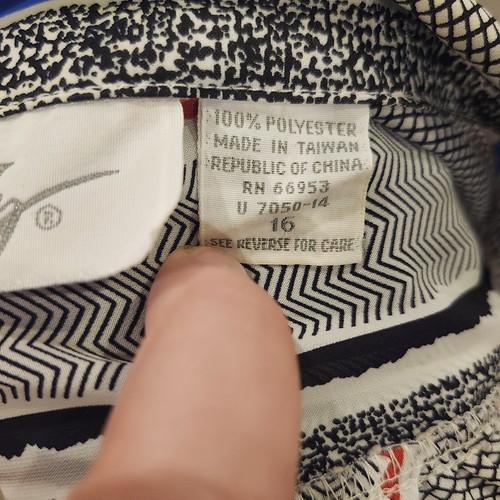 100% POLYESTER
MADE IN TAIWAN
REPUBLIC OF CHINA
RN 66953
U 7050-14
16
SEE REVERSE FOR CARE
®